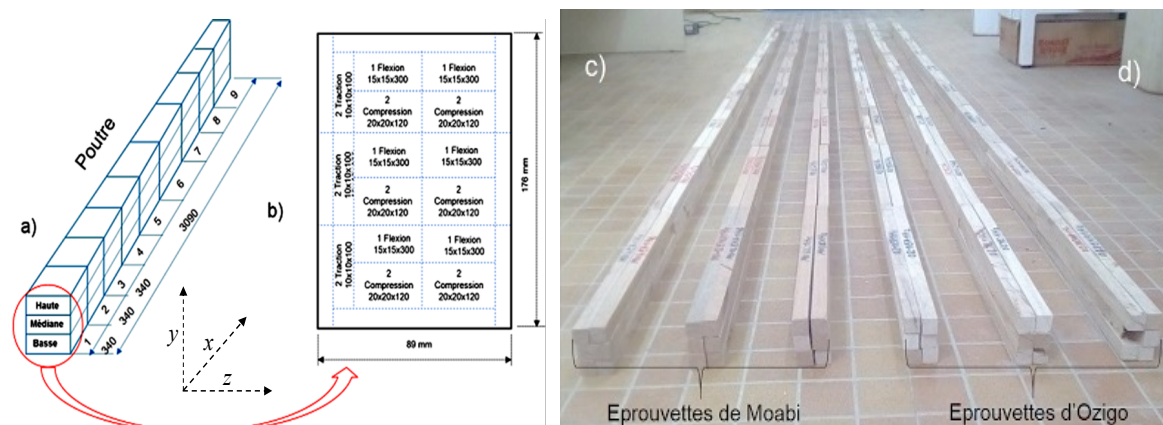 a)
Poutre
Haute
Médiane
Basse
1
2
3
4
5
6
7
8
9
340
340
340
3090
y
x
z
b)
2 Traction
10x10x100
1 Flexion
15x15x300
1 Flexion
15x15x300
2
Compression
20x20x120
2
Compression
20x20x120
2 Traction
10x10x100
1 Flexion
15x15x300
1 Flexion
15x15x300
2
Compression
20x20x120
2
Compression
20x20x120
2 Traction
10x10x100
1 Flexion
15x15x300
1 Flexion
15x15x300
2
Compression
20x20x120
2
Compression
20x20x120
176 mm
89 mm
c)
d)
Eprouvettes de Moabi
Eprouvettes d'Ozigo